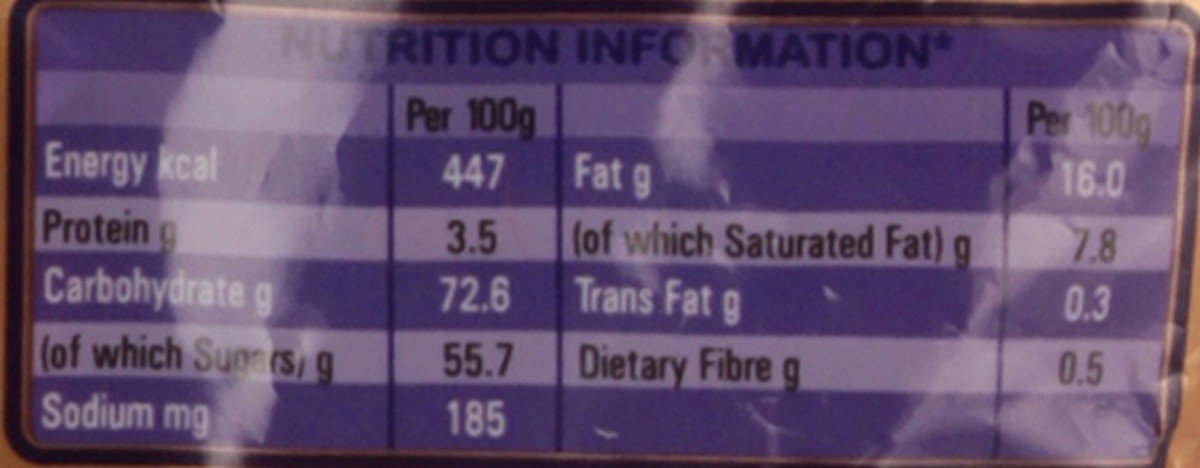 NUTRITION INFORMATION*
Per 100g Per 100g
Energy kcal 447 Fat g 16.0
Protein g 3.5 (of which Saturated Fat) g 7.8
Carbohydrate g 72.6 Trans Fat g 0.3
(of which Sugars) g 55.7 Dietary Fibre g 0.5
Sodium mg 185